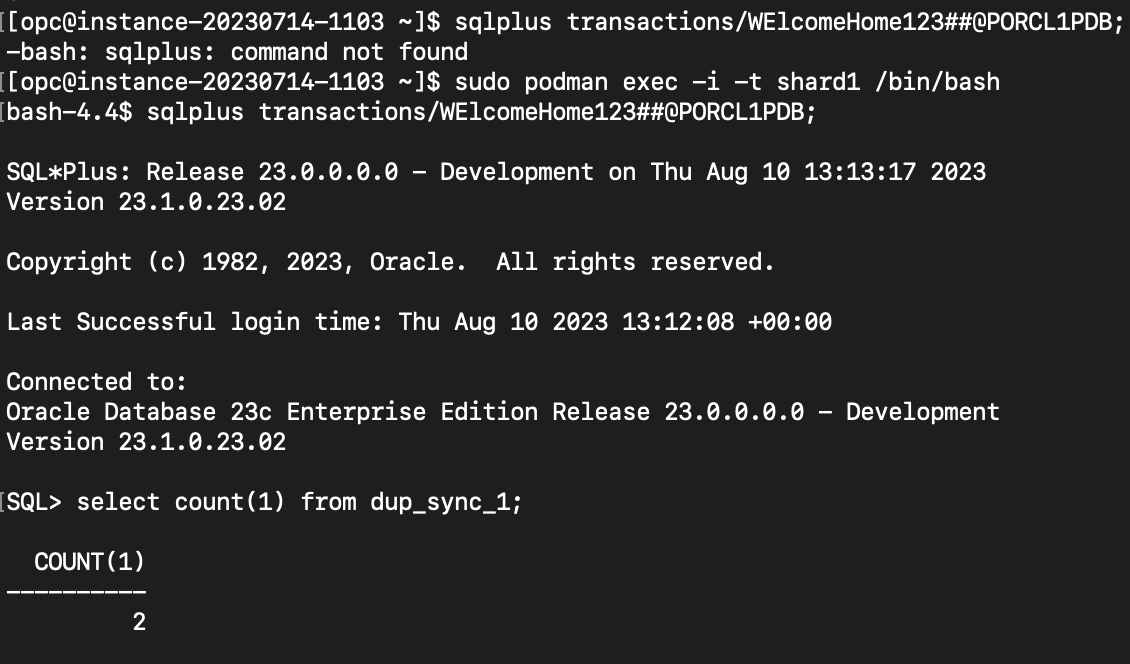 [[opc@instance-20230714-1103 ~]$ sqlplus transactions/WElcomeHome123##@PORCL1PDB;
-bash: sqlplus: command not found
[[opc@instance-20230714-1103 ~]$ sudo podman exec -i -t shard1 /bin/bash
[bash-4.4$ sqlplus transactions/WElcomeHome123##@PORCL1PDB;
SQL*Plus: Release 23.0.0.0.0 - Development on Thu Aug 10 13:13:17 2023
Version 23.1.0.23.02
Copyright (c) 1982, 2023, Oracle.  All rights reserved.
Last Successful login time: Thu Aug 10 2023 13:12:08 +00:00
Connected to:
Oracle Database 23c Enterprise Edition Release 23.0.0.0.0 - Development
Version 23.1.0.23.02
[SQL> select count(1) from dup_sync_1;
  COUNT(1)
----------
         2